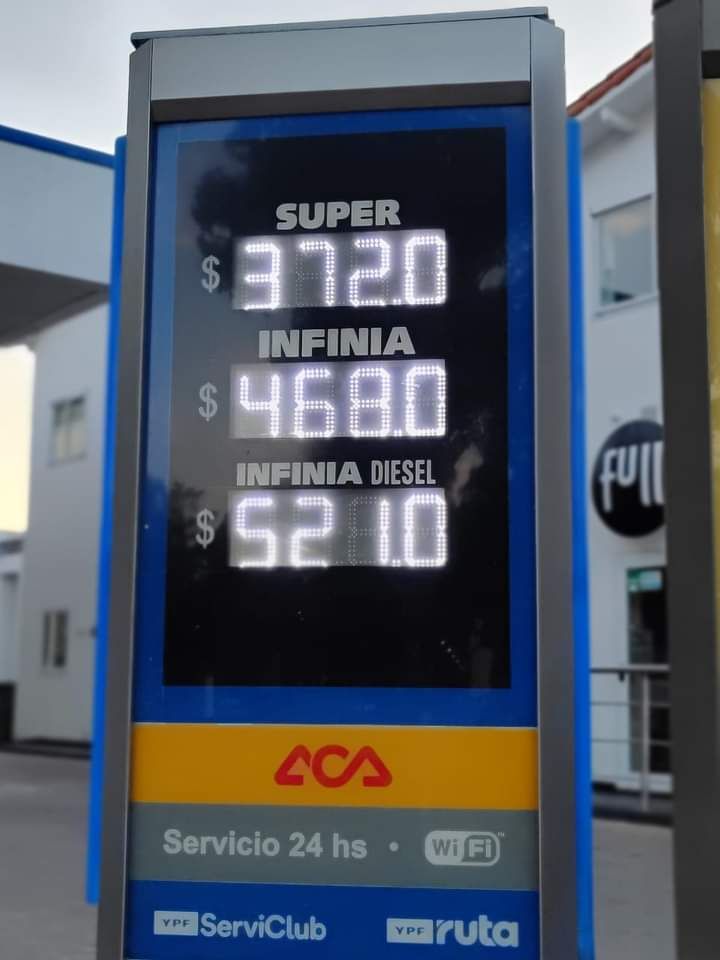 SUPER
$ 372.0
INFINIA
$ 468.0
INFINIA DIESEL
$ 521.0
ACA
Servicio 24 hs • WiFi™
YPF ServiClub YPF ruta
full